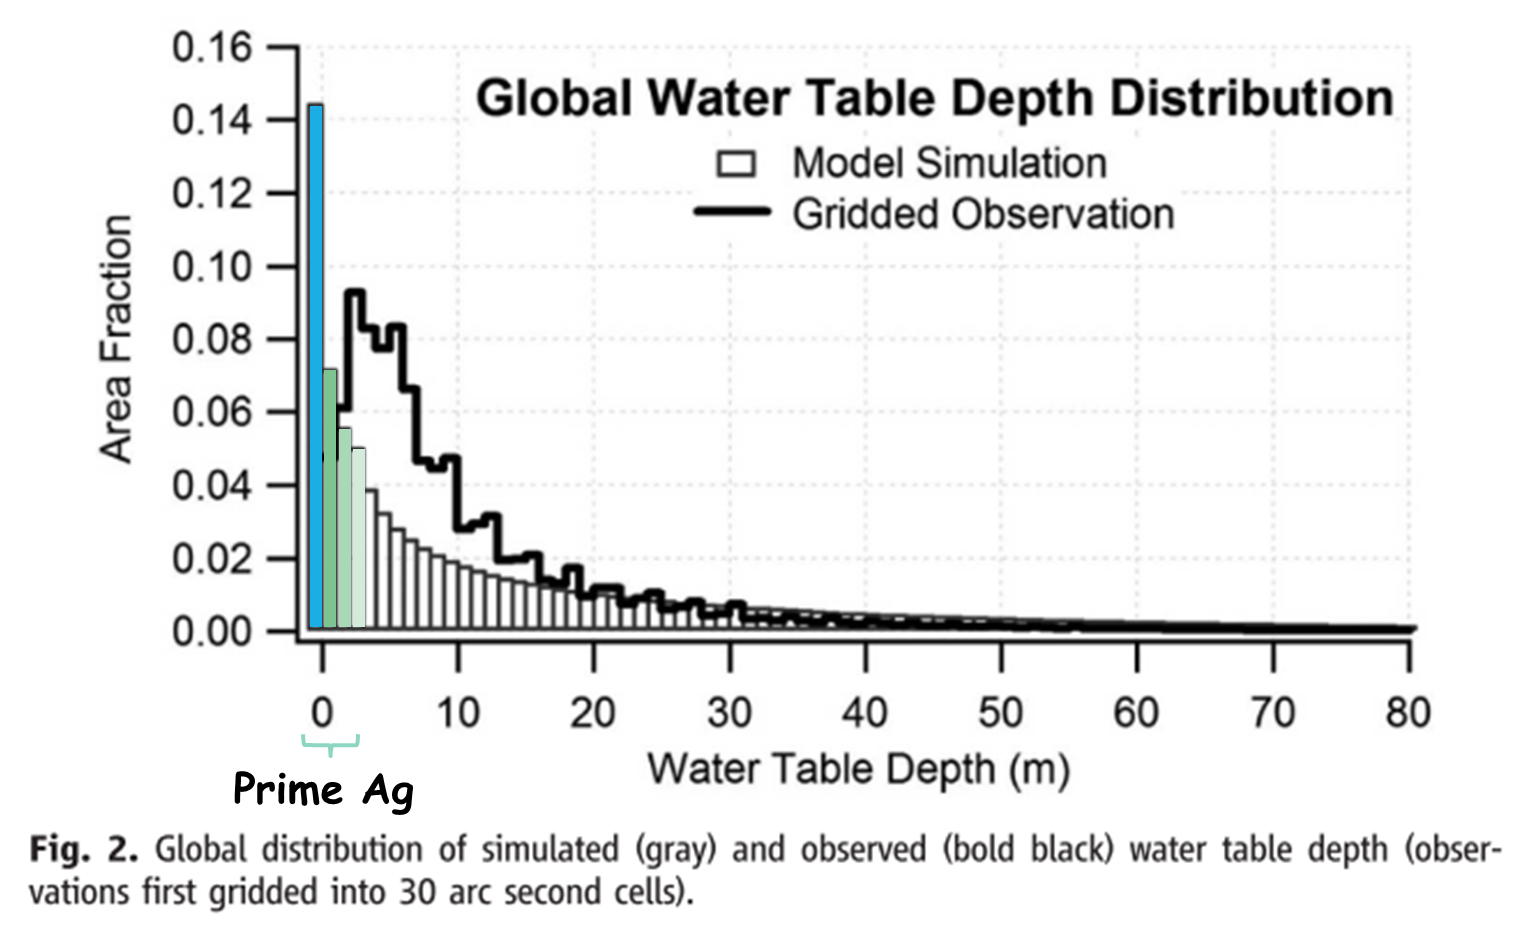 Global Water Table Depth Distribution
Model Simulation
Gridded Observation
Area Fraction
0.16
0.14
0.12
0.10
0.08
0.06
0.04
0.02
0.00
0 10 20 30 40 50 60 70 80
Water Table Depth (m)
Prime Ag
Fig. 2. Global distribution of simulated (gray) and observed (bold black) water table depth (obser-
vations first gridded into 30 arc second cells).